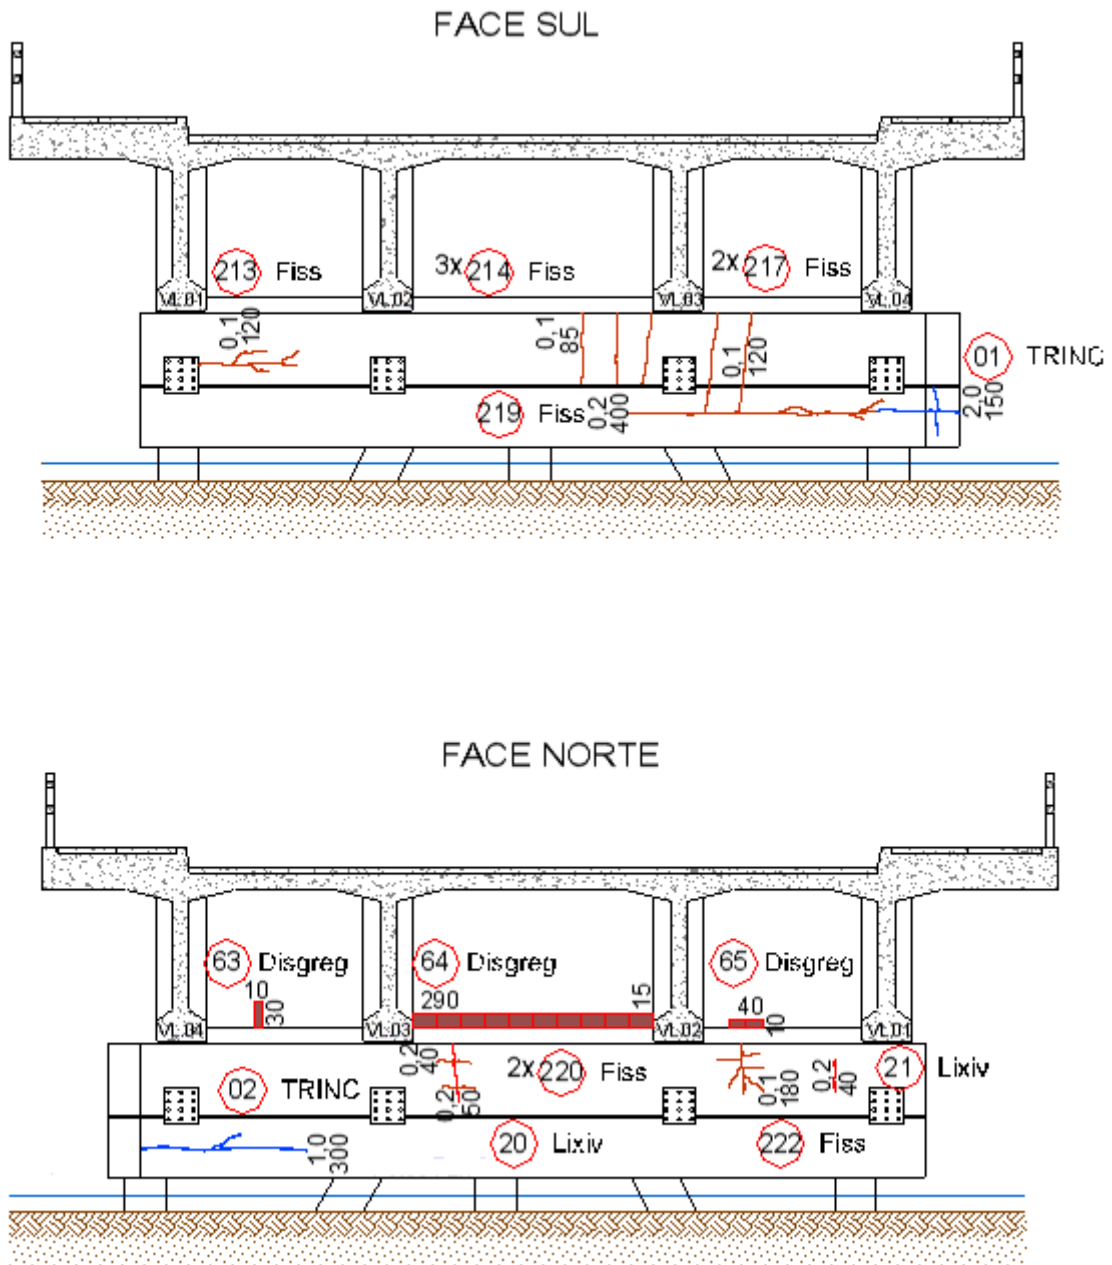 FACE SUL
213 Fiss
3x 214 Fiss
2x 217 Fiss
VL.01
VL.02
VL.03
VL.04
0,1
120
0,1
85
0,1
120
01 TRINC
219 Fiss
0,2
400
2,0
150
FACE NORTE
63 Disgreg
64 Disgreg
65 Disgreg
10
30
290
15
40
10
VL.04
VL.03
VL.02
VL.01
02 TRINC
0,2
40
0,2
50
2x 220 Fiss
0,1
180
0,2
40
21 Lixiv
1,0
300
20 Lixiv
222 Fiss